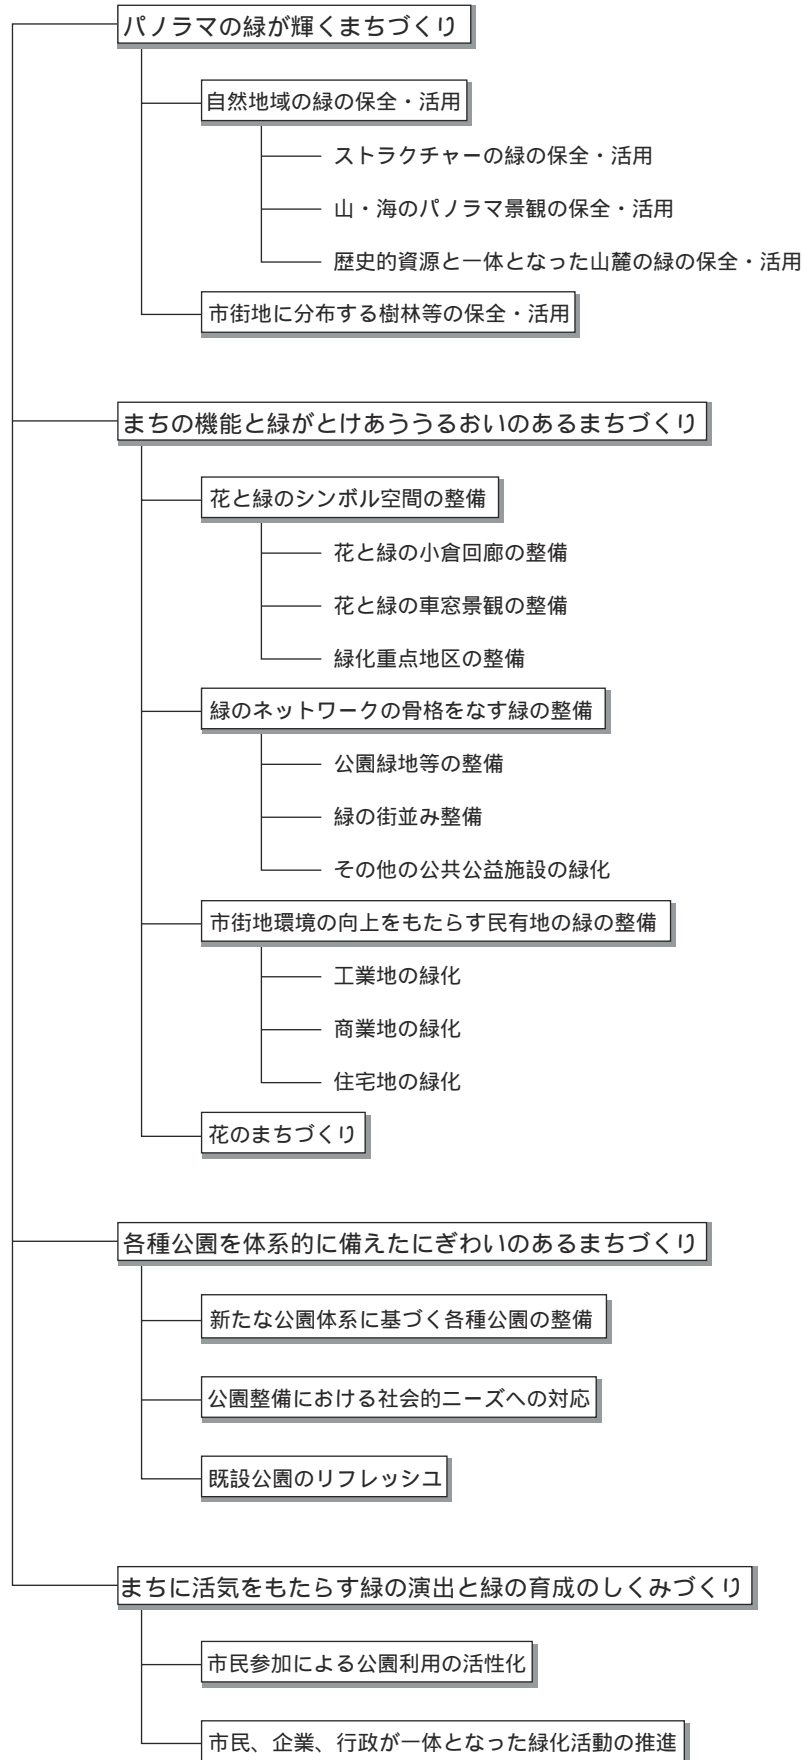 パノラマの緑が輝くまちづくり
自然地域の緑の保全・活用
ストラクチャーの緑の保全・活用
山・海のパノラマ景観の保全・活用
歴史的資源と一体となった山麓の緑の保全・活用
市街地に分布する樹林等の保全・活用
まちの機能と緑がとけあううるおいのあるまちづくり
花と緑のシンボル空間の整備
花と緑の小倉回廊の整備
花と緑の車窓景観の整備
緑化重点地区の整備
緑のネットワークの骨格をなす緑の整備
公園緑地等の整備
緑の街並み整備
その他の公共公益施設の緑化
市街地環境の向上をもたらす民有地の緑の整備
工業地の緑化
商業地の緑化
住宅地の緑化
花のまちづくり
各種公園を体系的に備えたにぎわいのあるまちづくり
新たな公園体系に基づく各種公園の整備
公園整備における社会的ニーズへの対応
既設公園のリフレッシュ
まちに活気をもたらす緑の演出と緑の育成のしくみづくり
市民参加による公園利用の活性化
市民、企業、行政が一体となった緑化活動の推進